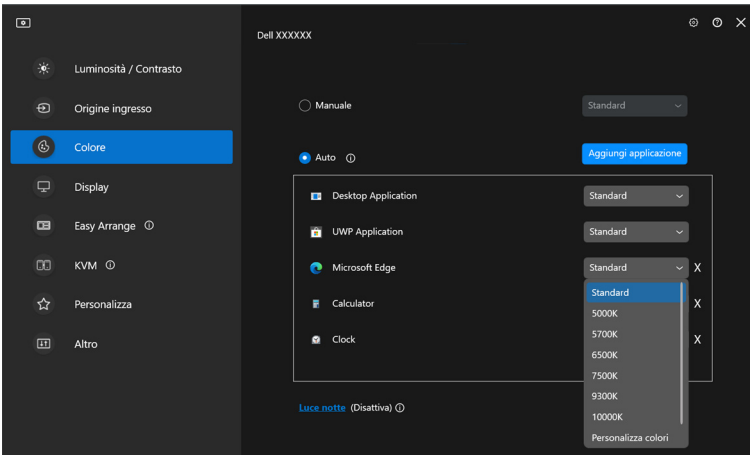 Dell XXXXXX
Luminosità / Contrasto
Origine ingresso
Colore
Display
Easy Arrange
KVM
Personalizza
Altro
Manuale
Standard
Auto
Aggiungi applicazione
Desktop Application
Standard
UWP Application
Standard
Microsoft Edge
Standard
X
Calculator
X
Clock
X
Standard
5000K
5700K
6500K
7500K
9300K
10000K
Personalizza colori
Luce notte (Disattiva)